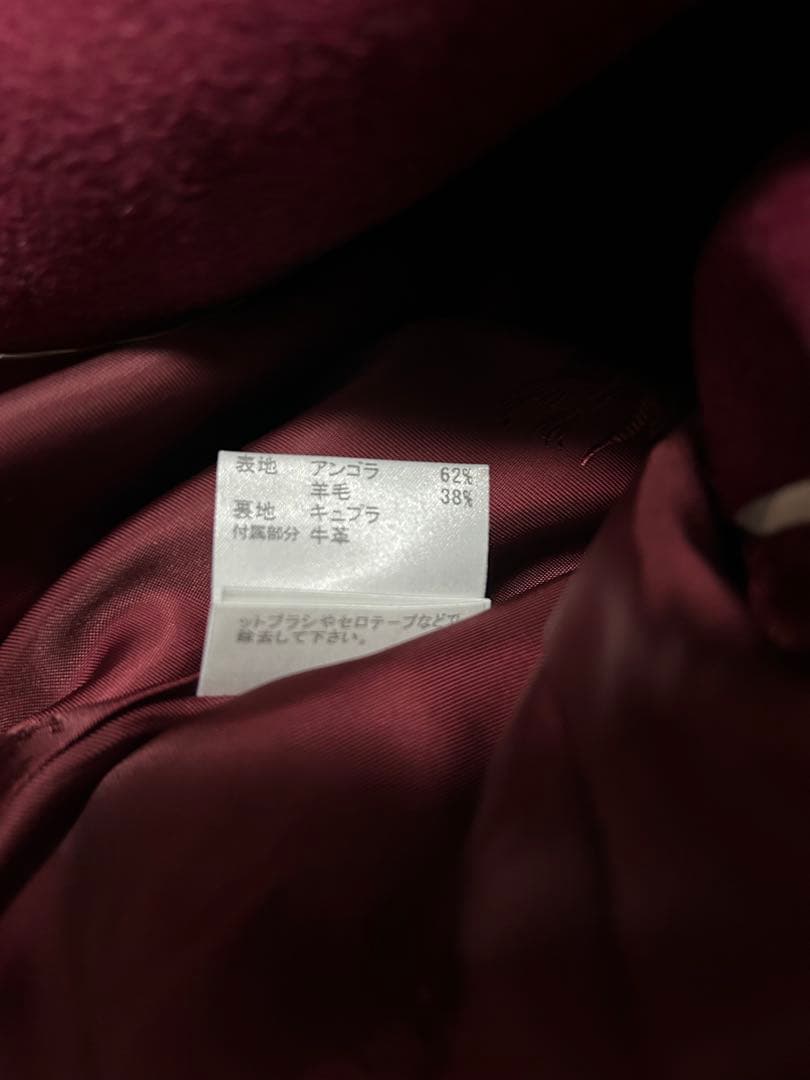 表地 アンゴラ 62%
羊毛 38%
裏地 キュプラ
付属部分 牛革
ットブラシやセロテープなどで
除去して下さい。